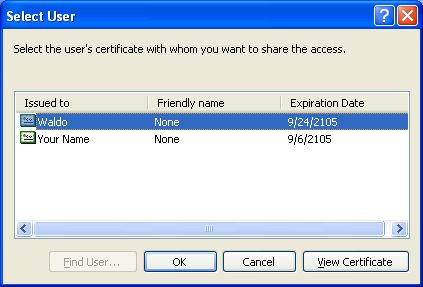 Select User
Select the user's certificate with whom you want to share the access.
Issued to Friendly name Expiration Date
Waldo None 9/24/2105
Your Name None 9/6/2105
Find User... OK Cancel View Certificate